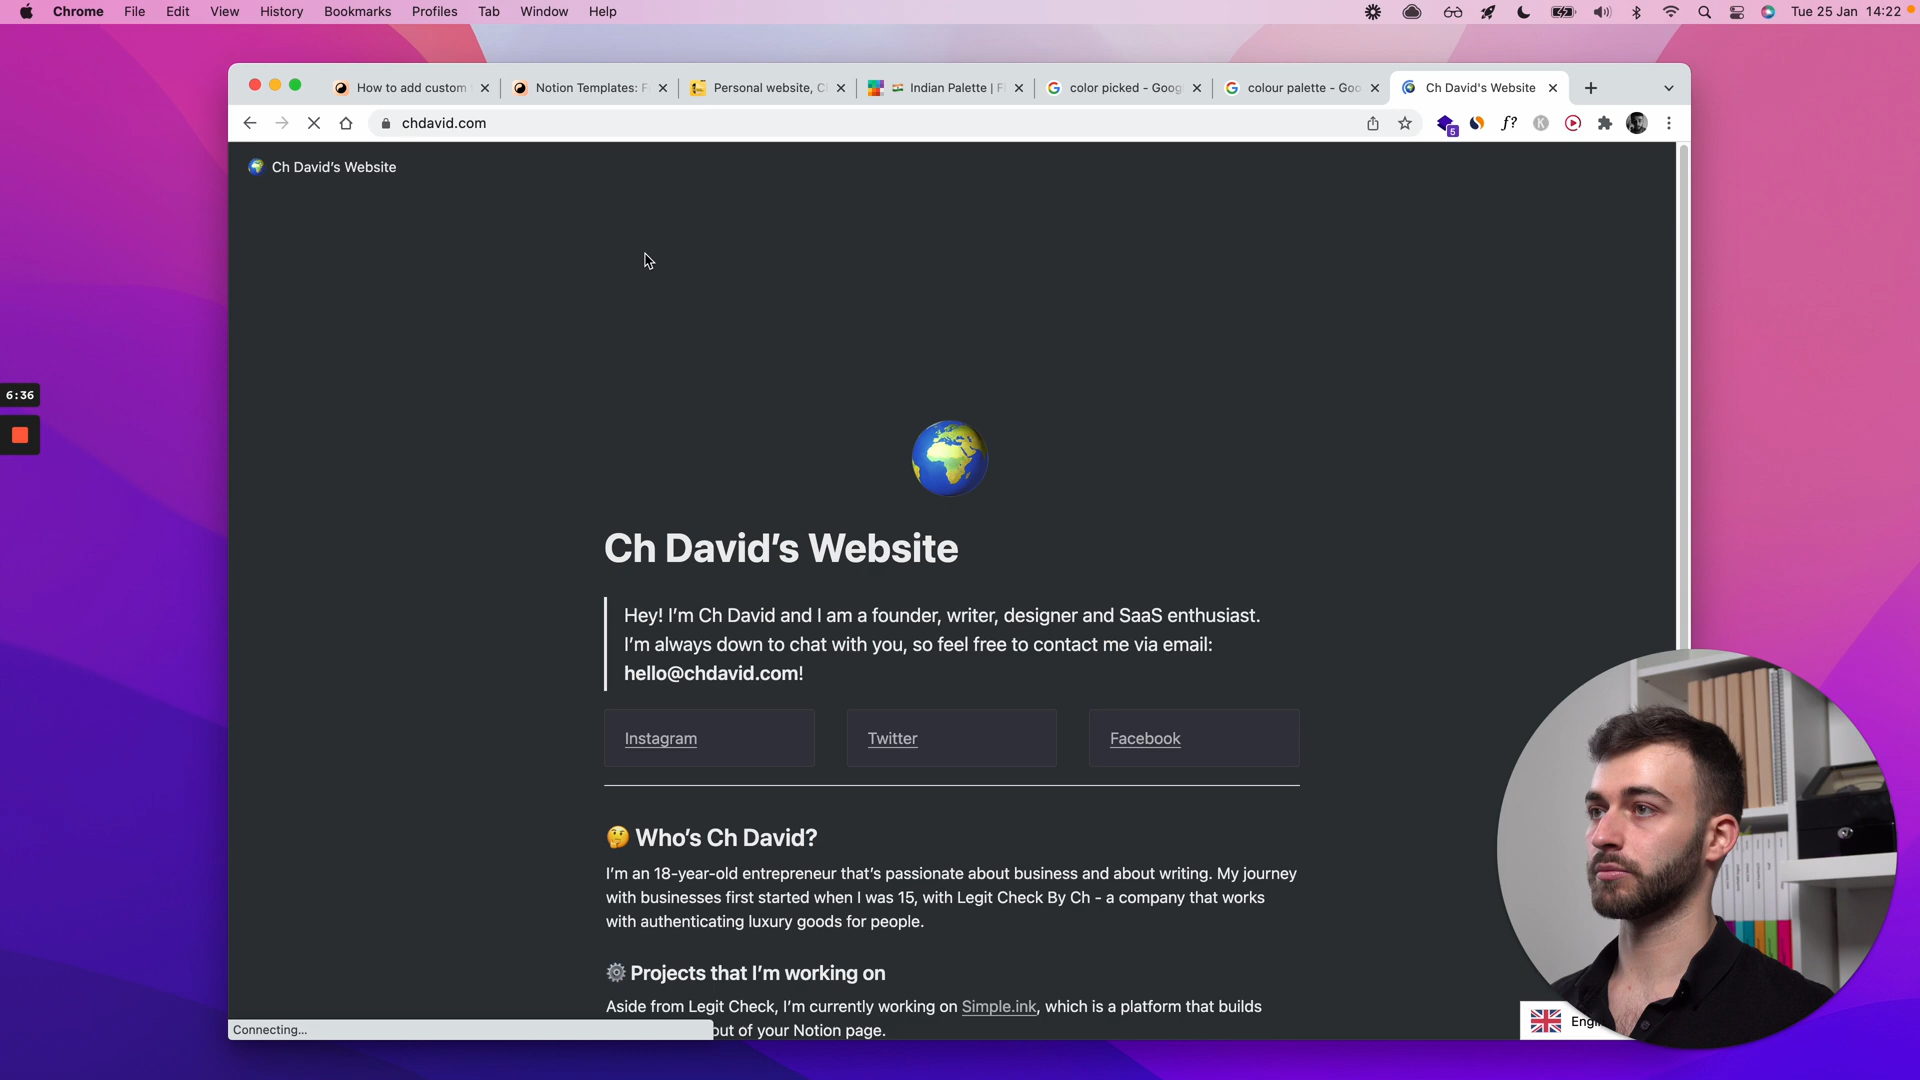 Chrome File Edit View History Bookmarks Profiles Tab Window Help Tue 25 Jan 14:22
How to add custom Notion Templates: F Personal website, C Indian Palette | F color picked - Goog colour palette - Goo Ch David's Website
chdavid.com
5 f?
Ch David's Website
6:36
Ch David's Website
Hey! I'm Ch David and I am a founder, writer, designer and SaaS enthusiast.
I'm always down to chat with you, so feel free to contact me via email:
hello@chdavid.com!
Instagram Twitter Facebook
Who's Ch David?
I'm an 18-year-old entrepreneur that's passionate about business and about writing. My journey
with businesses first started when I was 15, with Legit Check By Ch - a company that works
with authenticating luxury goods for people.
Projects that I'm working on
Aside from Legit Check, I'm currently working on Simple.ink, which is a platform that builds
out of your Notion page.
Connecting...